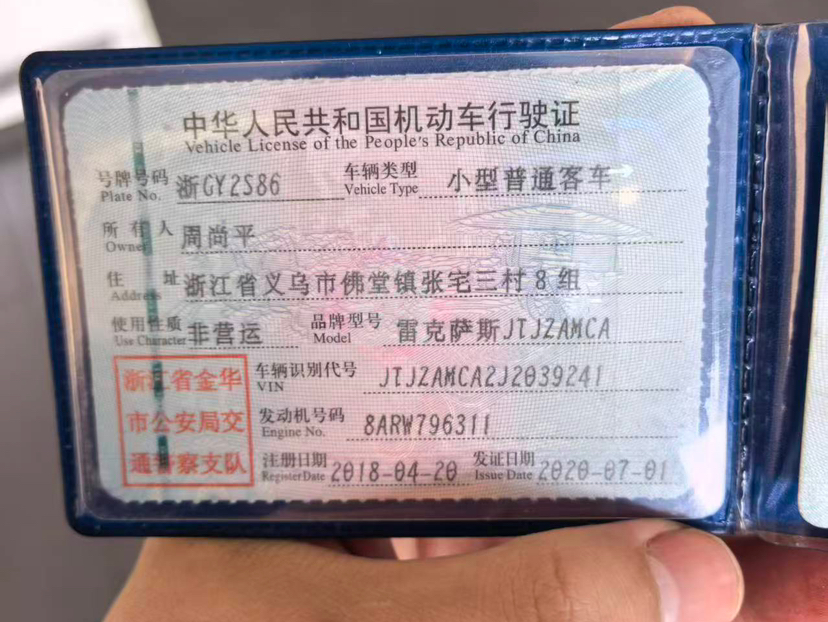 中华人民共和国机动车行驶证
Vehicle License of the People's Republic of China
号牌号码 浙GY2S86 车辆类型 小型普通客车
Plate No. Vehicle Type
所有人 周尚平
Owner
住址 浙江省义乌市佛堂镇张宅三村8组
Address
使用性质 非营运 品牌型号 雷克萨斯JTJZAMCA
Use Character Model
浙江省金华
市公安局交
通警察支队
车辆识别代号 JTJZAMCA2J2039241
VIN
发动机号码 8ARW796311
Engine No.
注册日期 2018-04-20 发证日期 2020-07-01
Register Date Issue Date